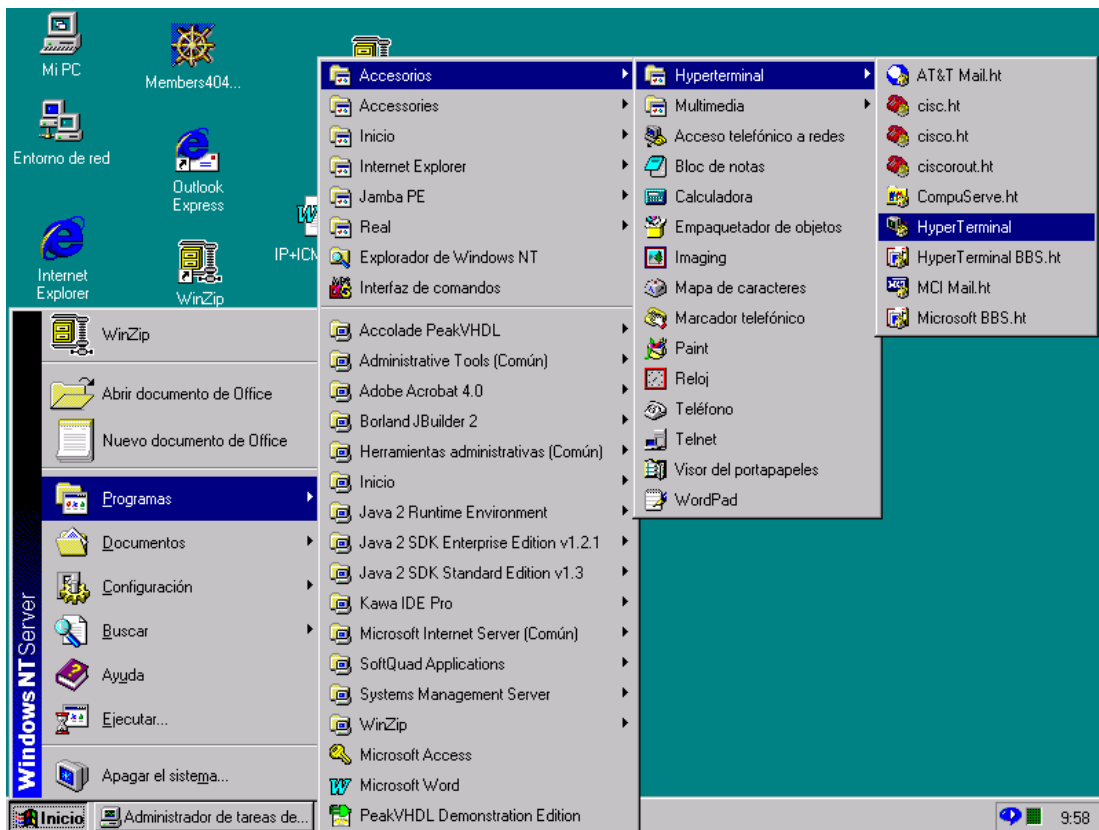 Mi PC
Members404...
Entorno de red
Outlook
Express
Internet
Explorer
WinZip
WinZip
Abrir documento de Office
Nuevo documento de Office
Programas
Documentos
Configuración
Buscar
Ayuda
Ejecutar...
Apagar el sistema...
Windows NT Server
Accesorios
Accessories
Inicio
Internet Explorer
Jamba PE
Real
Explorador de Windows NT
Interfaz de comandos
Accolade PeakVHDL
Administrative Tools (Común)
Adobe Acrobat 4.0
Borland JBuilder 2
Herramientas administrativas (Común)
Inicio
Java 2 Runtime Environment
Java 2 SDK Enterprise Edition v1.2.1
Java 2 SDK Standard Edition v1.3
Kawa IDE Pro
Microsoft Internet Server (Común)
SoftQuad Applications
Systems Management Server
WinZip
Microsoft Access
Microsoft Word
PeakVHDL Demonstration Edition
Hyperterminal
Multimedia
Acceso telefónico a redes
Bloc de notas
Calculadora
Empaquetador de objetos
Imaging
Mapa de caracteres
Marcador telefónico
Paint
Reloj
Teléfono
Telnet
Visor del portapapeles
WordPad
AT&T Mail.ht
cisc.ht
cisco.ht
ciscorout.ht
CompuServe.ht
HyperTerminal
HyperTerminal BBS.ht
MCI Mail.ht
Microsoft BBS.ht
Inicio
Administrador de tareas de...
9:58